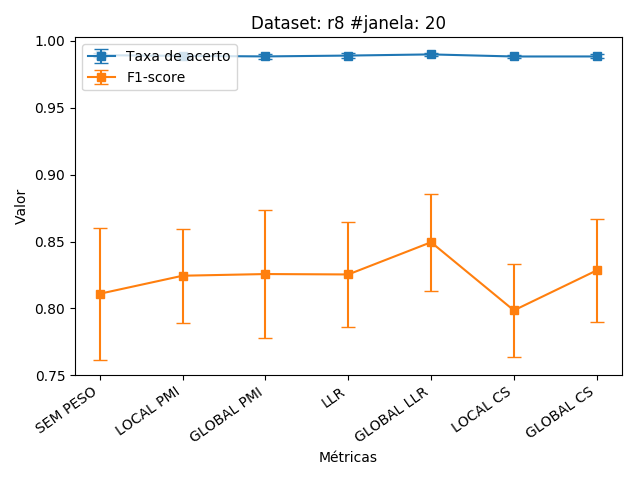 Dataset: r8 #janela: 20
Taxa de acerto
F1-score
Valor
1.00
0.95
0.90
0.85
0.80
0.75
SEM PESO
LOCAL PMI
GLOBAL PMI
LLR
GLOBAL LLR
LOCAL CS
GLOBAL CS
Métricas